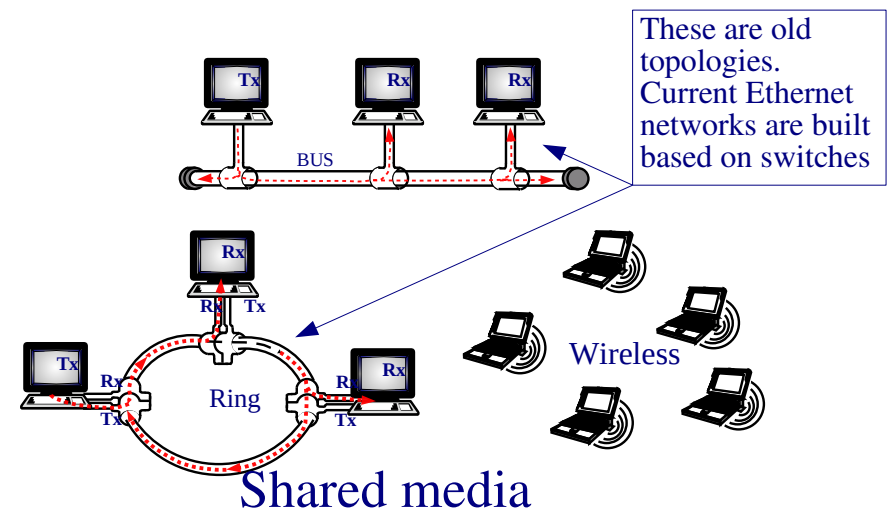 These are old
topologies.
Current Ethernet
networks are built
based on switches
Tx
Rx
Rx
BUS
Rx
Rx Tx
Tx
Rx
Tx
Ring
Rx
Rx
Tx
Wireless
Shared media